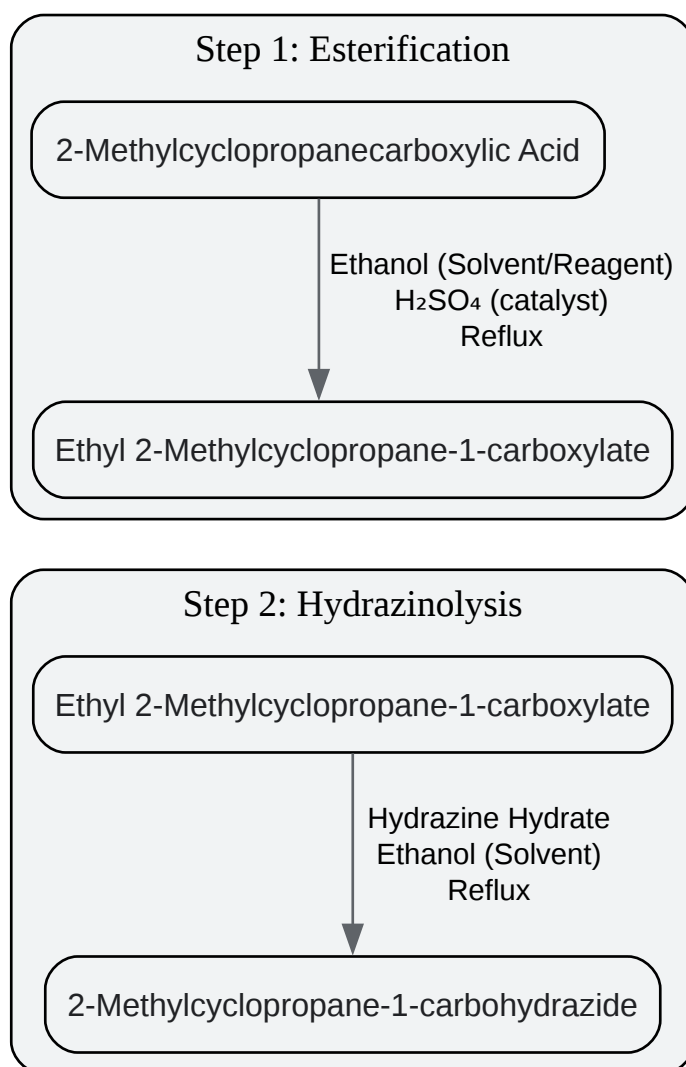 Step 1: Esterification
2-Methylcyclopropanecarboxylic Acid
Ethanol (Solvent/Reagent)
H₂SO₄ (catalyst)
Reflux
Ethyl 2-Methylcyclopropane-1-carboxylate
Step 2: Hydrazinolysis
Ethyl 2-Methylcyclopropane-1-carboxylate
Hydrazine Hydrate
Ethanol (Solvent)
Reflux
2-Methylcyclopropane-1-carbohydrazide